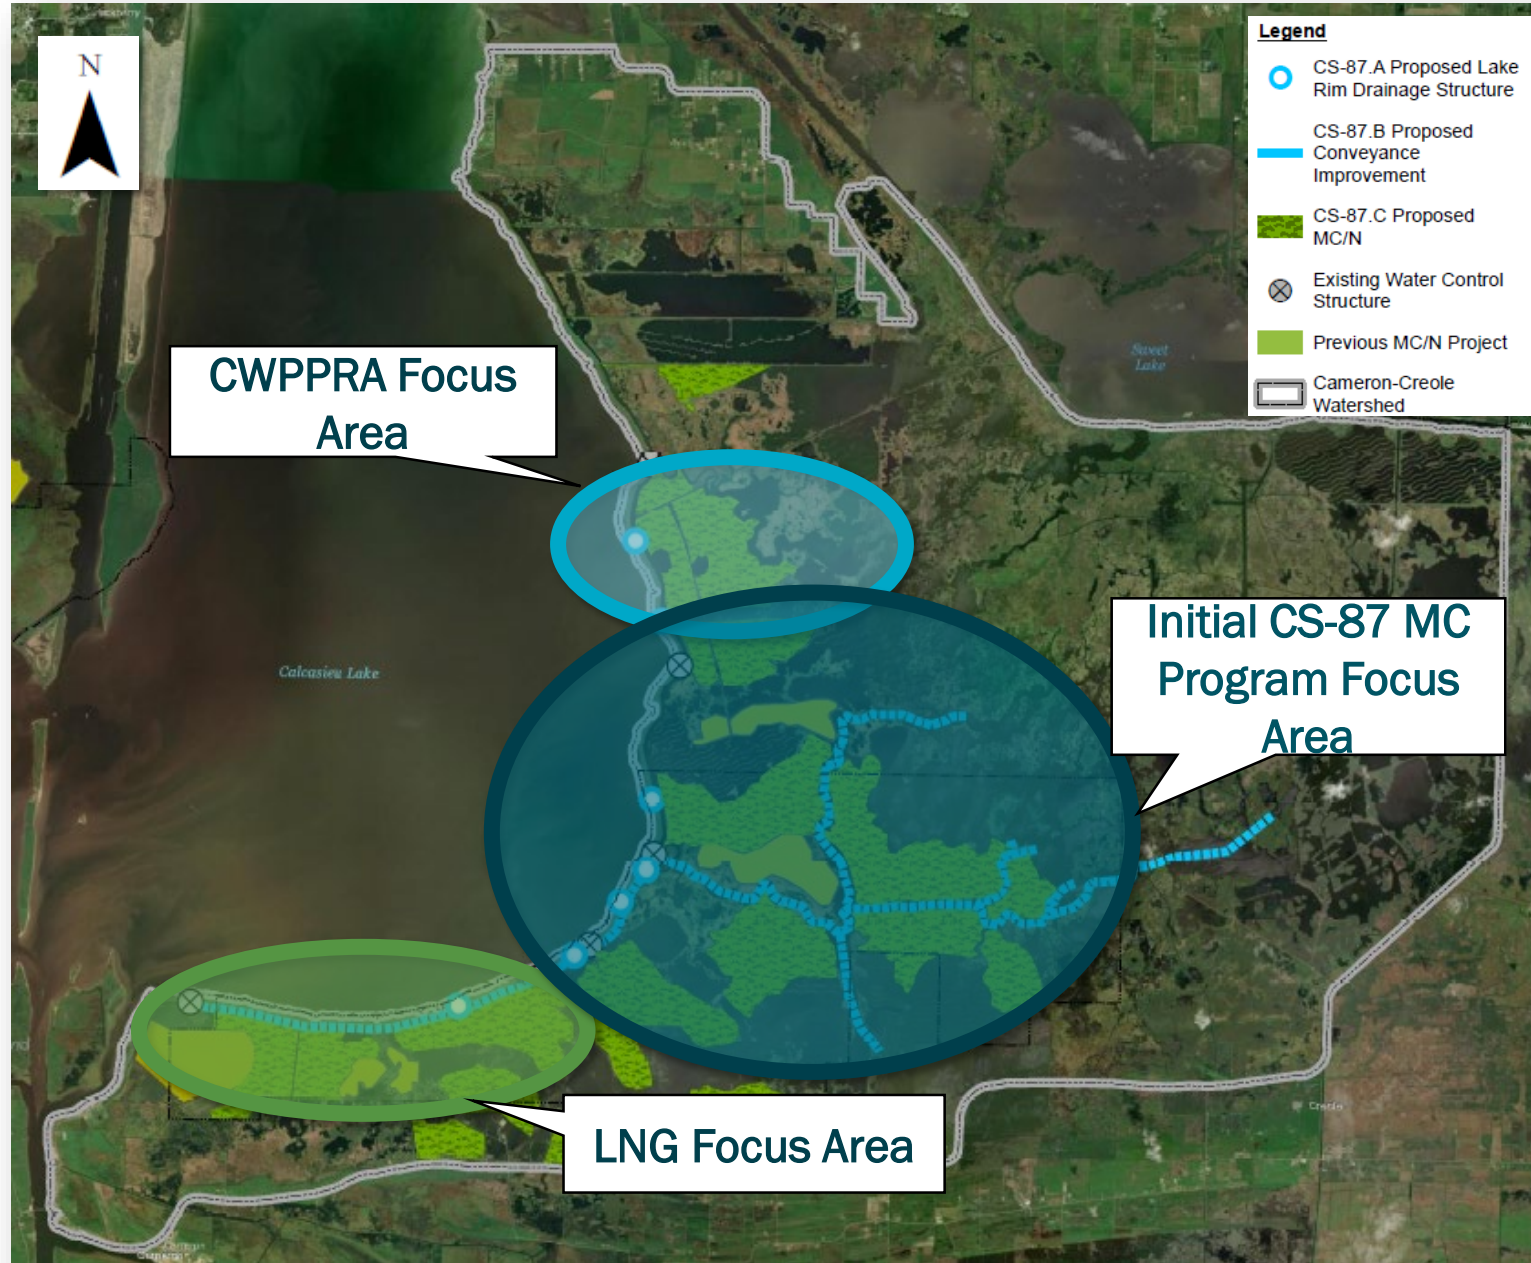 N
Legend
CS-87.A Proposed Lake
Rim Drainage Structure
CS-87.B Proposed
Conveyance
Improvement
CS-87.C Proposed
MC/N
Existing Water Control
Structure
Previous MC/N Project
Cameron-Creole
Watershed
Sweet
Lake
CWPPRA Focus
Area
Initial CS-87 MC
Program Focus
Area
Calcasieu Lake
LNG Focus Area
Creole
Cameron